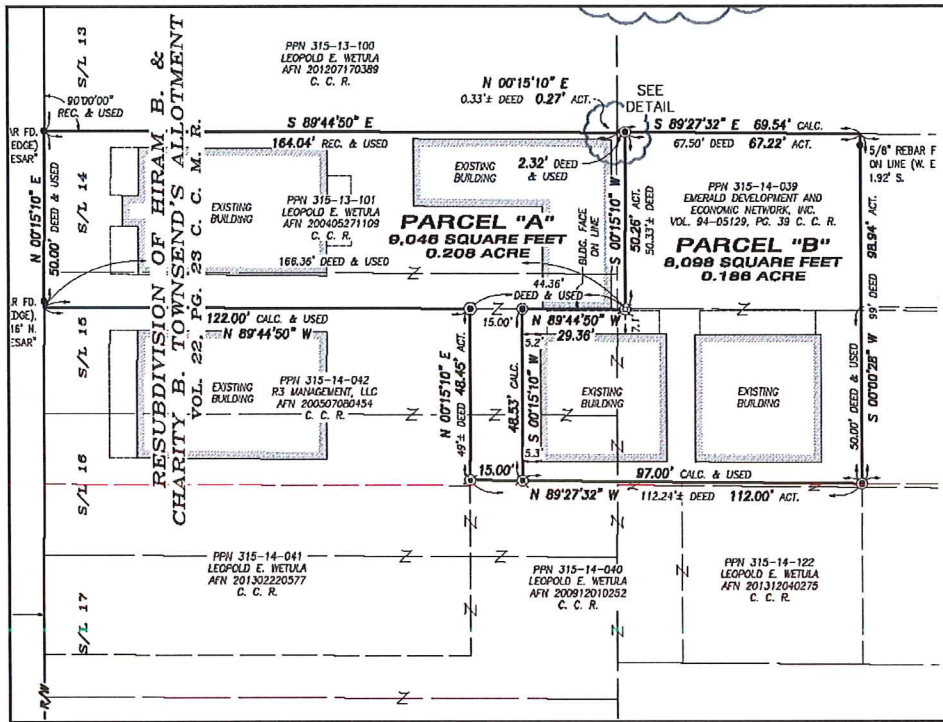 S/L 13
RESUBDIVISION OF HIRAM B. &
CHARITY B. TOWNSEND'S ALLOTMENT
VOL. 22, PG. 23 C. C. M. R.
PPN 315-13-100
LEOPOLD E. WETULA
AFN 201207170389
C. C. R.
N 00°15'10" E
0.33'± DEED 0.27' ACT.
SEE
DETAIL
90°00'00"
REC. & USED
S 89°44'50" E
164.04' REC. & USED
S 89°27'32" E 69.54' CALC.
67.50' DEED 67.22' ACT.
5/8" REBAR F
ON LINE (W. E
1.92' S.
N 00°15'10" E
50.00' DEED & USED
S/L 14
EXISTING
BUILDING
PPN 315-13-101
LEOPOLD E. WETULA
AFN 200405271109
C. C. R.
166.36' DEED & USED
EXISTING
BUILDING
2.32' DEED
& USED
PARCEL "A"
9,046 SQUARE FEET
0.208 ACRE
BLDG. FACE
ON LINE
S 00°15'10" W
50.26' ACT.
50.33'± DEED
PPN 315-14-039
EMERALD DEVELOPMENT AND
ECONOMIC NETWORK, INC.
VOL. 94-05129, PG. 39 C. C. R.
PARCEL "B"
8,098 SQUARE FEET
0.186 ACRE
98.94' ACT.
99' DEED
S 00°00'28" W
50.00' DEED & USED
44.36'
DEED & USED
122.00' CALC. & USED
N 89°44'50" W
15.00'
N 89°44'50" W
29.36'
7.1'
S/L 15
EXISTING
BUILDING
PPN 315-14-042
R3 MANAGEMENT, LLC
AFN 200507080454
C. C. R.
N 00°15'10" E
49'± DEED 48.45' ACT.
48.53' CALC.
S 00°15'10" W
5.2'
5.3'
EXISTING
BUILDING
EXISTING
BUILDING
S/L 16
15.00'
N 89°27'32" W
97.00' CALC. & USED
112.24'± DEED 112.00' ACT.
PPN 315-14-041
LEOPOLD E. WETULA
AFN 201302220577
C. C. R.
PPN 315-14-040
LEOPOLD E. WETULA
AFN 200912010252
C. C. R.
PPN 315-14-122
LEOPOLD E. WETULA
AFN 201312040275
C. C. R.
S/L 17
R/W